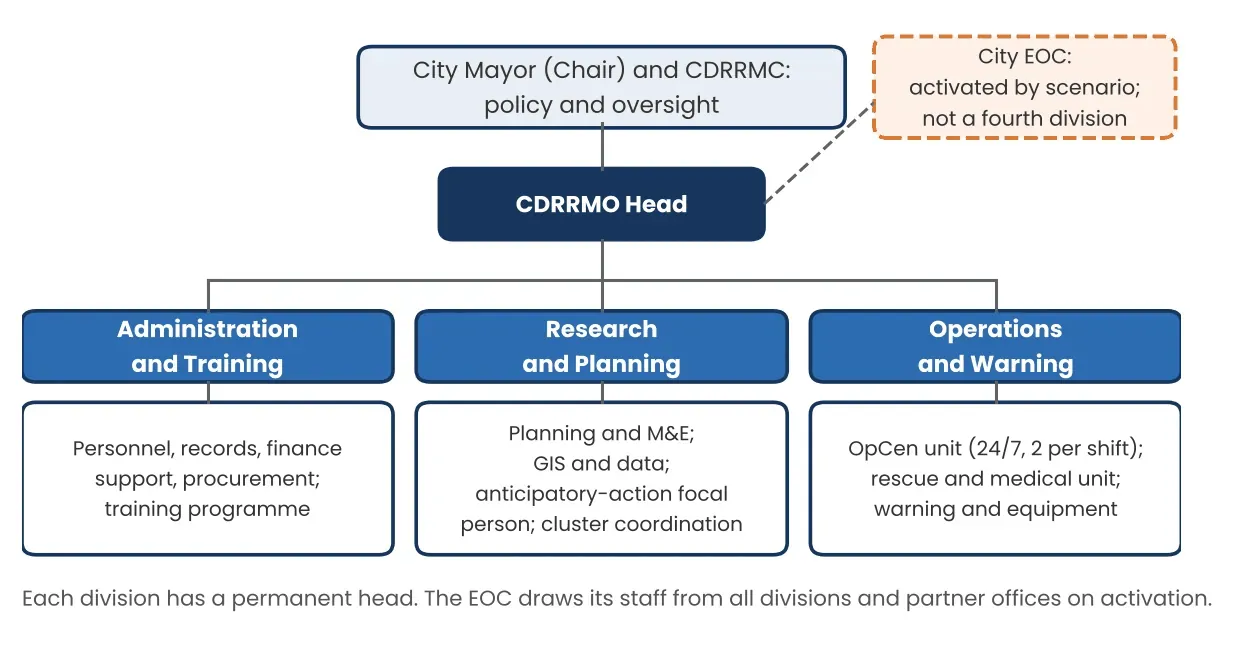 City Mayor (Chair) and CDRRMC:
policy and oversight
City EOC:
activated by scenario;
not a fourth division
CDRRMO Head
Administration
and Training
Research
and Planning
Operations
and Warning
Personnel, records, finance
support, procurement;
training programme
Planning and M&E;
GIS and data;
anticipatory-action focal
person; cluster coordination
OpCen unit (24/7, 2 per shift);
rescue and medical unit;
warning and equipment
Each division has a permanent head. The EOC draws its staff from all divisions and partner offices on activation.